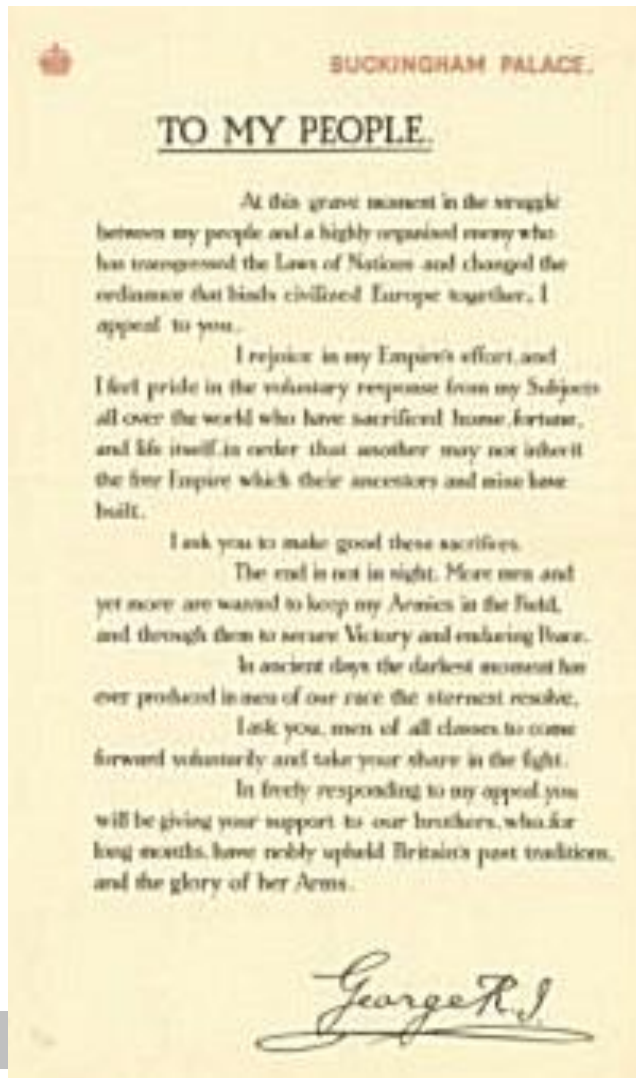 BUCKINGHAM PALACE.
TO MY PEOPLE.
At this grave moment in the struggle
between my people and a highly organised enemy who
has transgressed the Laws of Nations and changed the
ordinance that binds civilized Europe together, I
appeal to you.
I rejoice in my Empire's effort, and
I feel pride in the voluntary response from my Subjects
all over the world who have sacrificed home, fortune,
and life itself, in order that another may not inherit
the free Empire which their ancestors and mine have
built.
I ask you to make good these sacrifices.
The end is not in sight. More men and
yet more are wanted to keep my Armies in the Field,
and through them to secure Victory and enduring Peace.
In ancient days the darkest moment has
ever produced in men of our race the sternest resolve.
I ask you, men of all classes, to come
forward voluntarily and take your share in the fight.
In freely responding to my appeal, you
will be giving your support to our brothers, who, for
long months, have nobly upheld Britain's past traditions,
and the glory of her Arms.
George R.I.